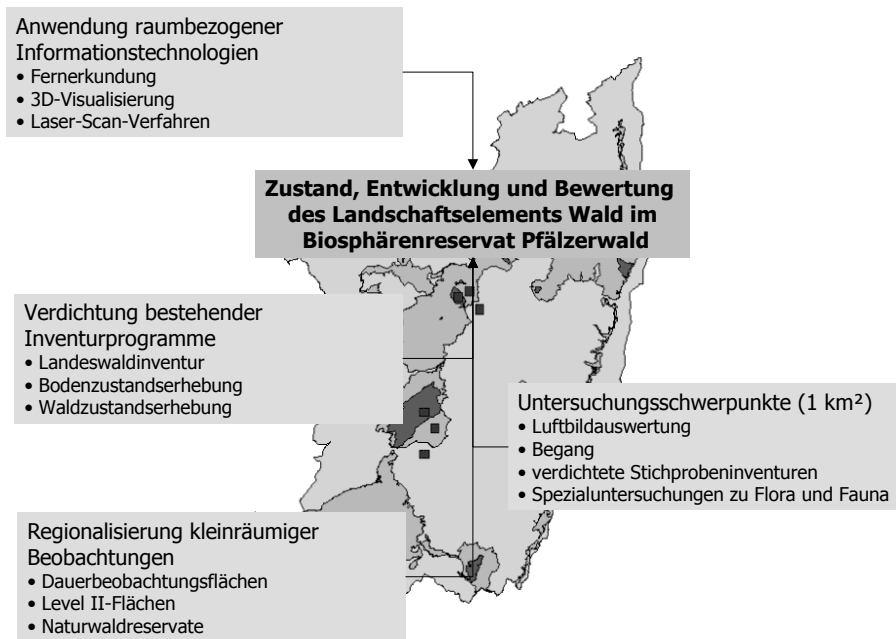 Anwendung raumbezogener
Informationstechnologien
• Fernerkundung
• 3D-Visualisierung
• Laser-Scan-Verfahren
Zustand, Entwicklung und Bewertung
des Landschaftselements Wald im
Biosphärenreservat Pfälzerwald
Verdichtung bestehender
Inventurprogramme
• Landeswaldinventur
• Bodenzustandserhebung
• Waldzustandserhebung
Untersuchungsschwerpunkte (1 km²)
• Luftbildauswertung
• Begang
• verdichtete Stichprobeninventuren
• Spezialuntersuchungen zu Flora und Fauna
Regionalisierung kleinräumiger
Beobachtungen
• Dauerbeobachtungsflächen
• Level II-Flächen
• Naturwaldreservate